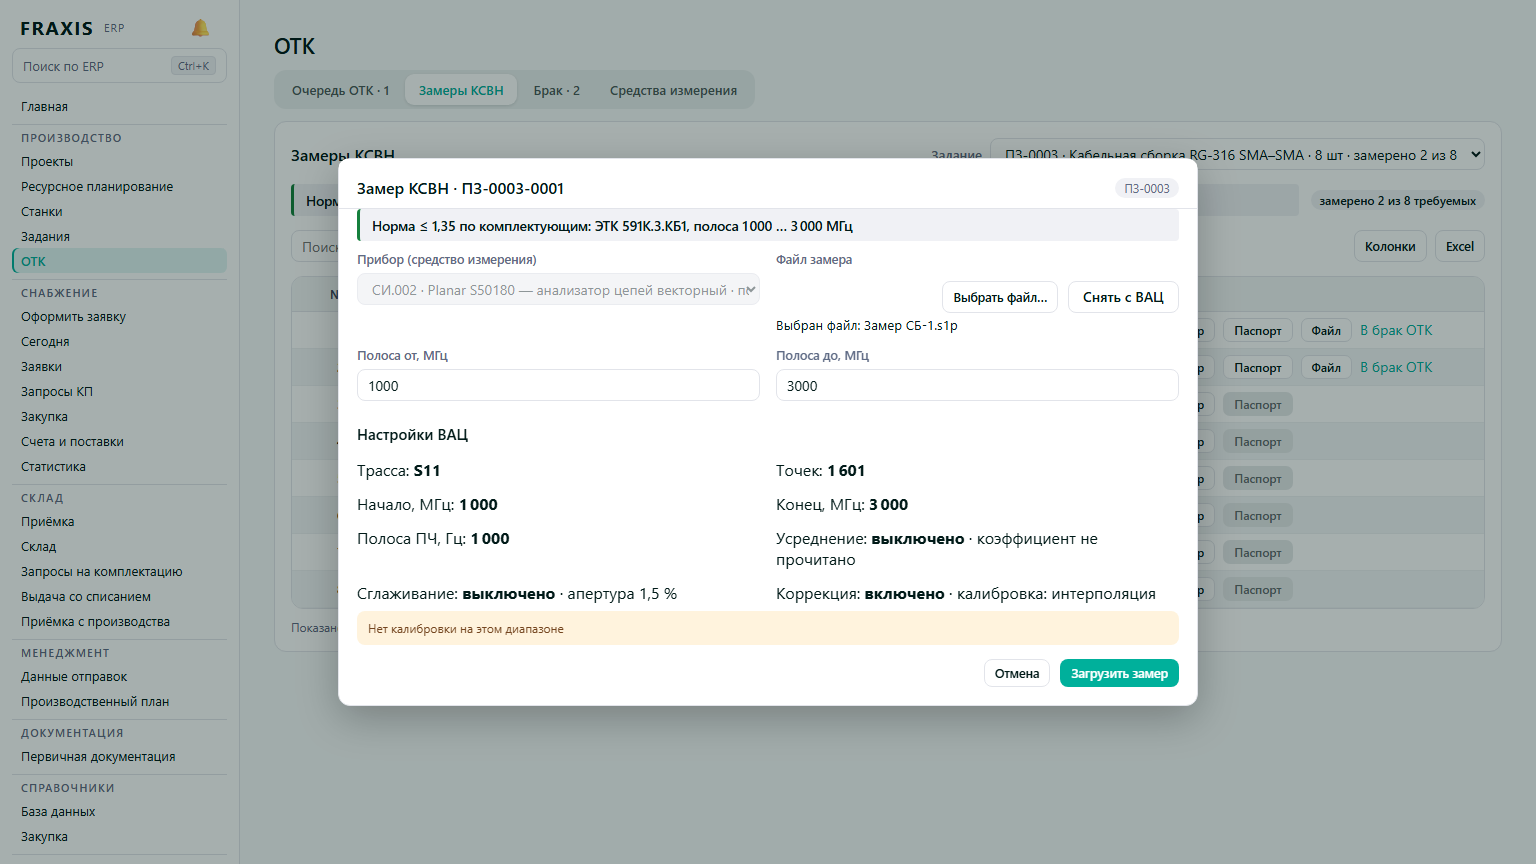 FRAXIS ERP
Поиск по ERP Ctrl+K
Главная
ПРОИЗВОДСТВО
Проекты
Ресурсное планирование
Станки
Задания
ОТК
СНАБЖЕНИЕ
Оформить заявку
Сегодня
Заявки
Запросы КП
Закупка
Счета и поставки
Статистика
СКЛАД
Приёмка
Склад
Запросы на комплектацию
Выдача со списанием
Приёмка с производства
МЕНЕДЖМЕНТ
Данные отправок
Производственный план
ДОКУМЕНТАЦИЯ
Первичная документация
СПРАВОЧНИКИ
База данных
Закупка
ОТК
Очередь ОТК · 1 Замеры КСВН Брак · 2 Средства измерения
Замеры КСВН Задание ПЗ-0003 · Кабельная сборка RG-316 SMA–SMA · 8 шт · замерено 2 из 8
замерено 2 из 8 требуемых
Колонки Excel
Паспорт Файл В брак ОТК
Паспорт Файл В брак ОТК
Паспорт
Паспорт
Паспорт
Паспорт
Паспорт
Паспорт
Замер КСВН · ПЗ-0003-0001 ПЗ-0003
Норма ≤ 1,35 по комплектующим: ЭТК 591К.3.КБ1, полоса 1000 … 3 000 МГц
Прибор (средство измерения) Файл замера
СИ.002 · Planar S50180 — анализатор цепей векторный ·
Выбрать файл… Снять с ВАЦ
Выбран файл: Замер СБ-1.s1p
Полоса от, МГц Полоса до, МГц
1000 3000
Настройки ВАЦ
Трасса: S11 Точек: 1 601
Начало, МГц: 1 000 Конец, МГц: 3 000
Полоса ПЧ, Гц: 1 000 Усреднение: выключено · коэффициент не
прочитано
Сглаживание: выключено · апертура 1,5 % Коррекция: включено · калибровка: интерполяция
Нет калибровки на этом диапазоне
Отмена Загрузить замер